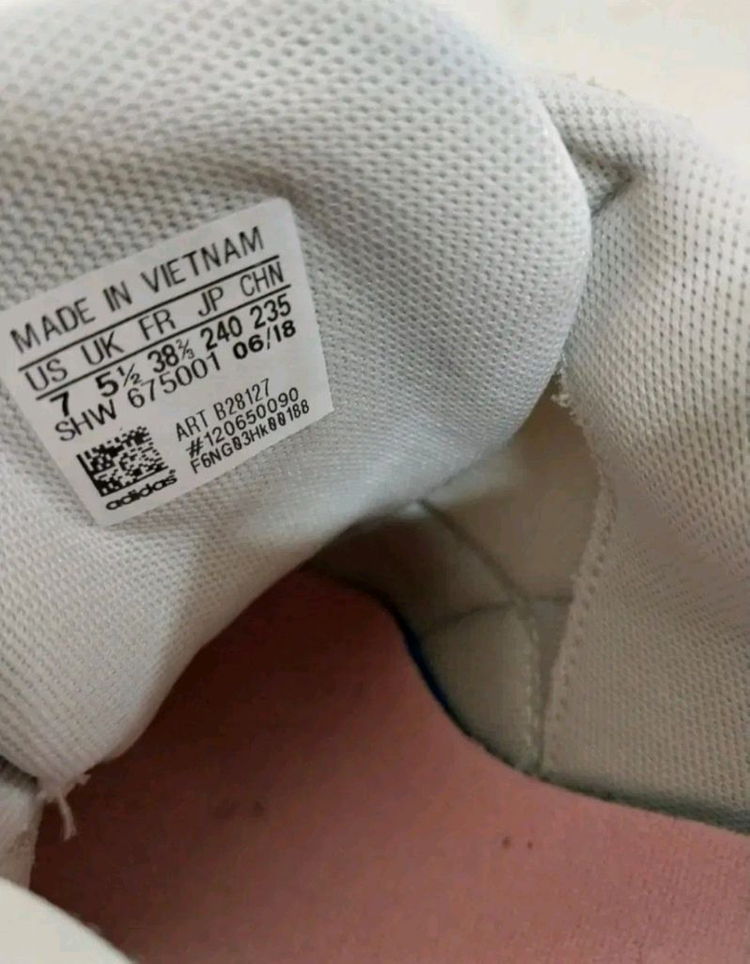 MADE IN VIETNAM
US UK FR JP CHN
7 5½ 38⅔ 240 235
SHW 675001 06/18
ART B28127
#120650090
F6NG03Hk00188
adidas